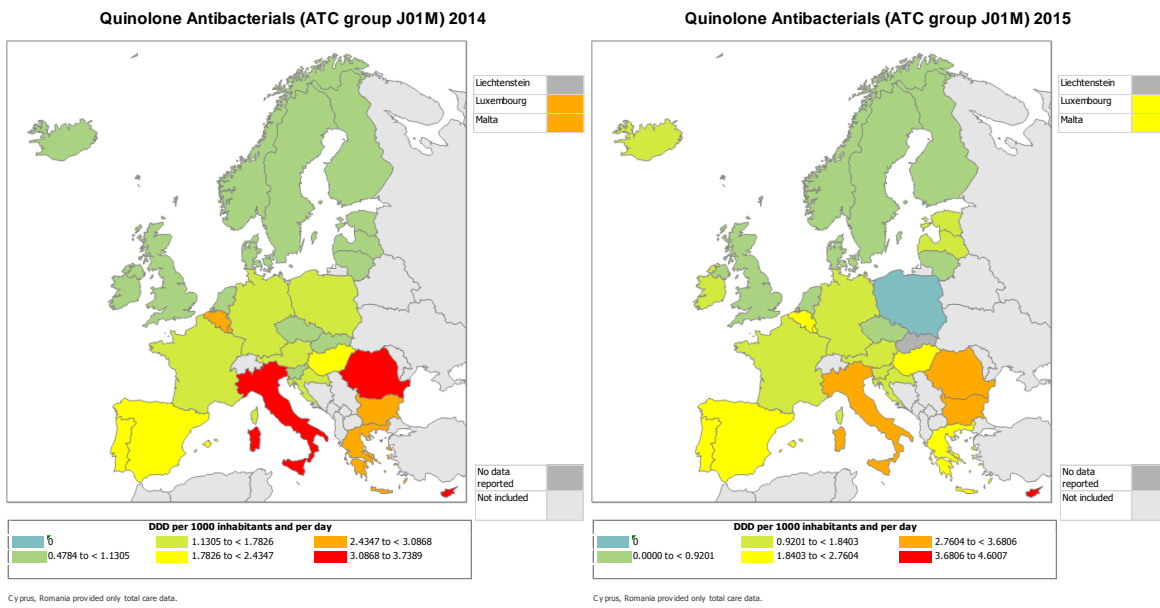 Quinolone Antibacterials (ATC group J01M) 2014
Liechtenstein
Luxembourg
Malta
No data
reported
Not included
DDD per 1000 inhabitants and per day
0 1.1305 to < 1.7826 2.4347 to < 3.0868
0.4784 to < 1.1305 1.7826 to < 2.4347 3.0868 to 3.7389
Cyprus, Romania provided only total care data.
Quinolone Antibacterials (ATC group J01M) 2015
Liechtenstein
Luxembourg
Malta
No data
reported
Not included
DDD per 1000 inhabitants and per day
0 0.9201 to < 1.8403 2.7604 to < 3.6806
0.0000 to < 0.9201 1.8403 to < 2.7604 3.6806 to 4.6007
Cyprus, Romania provided only total care data.